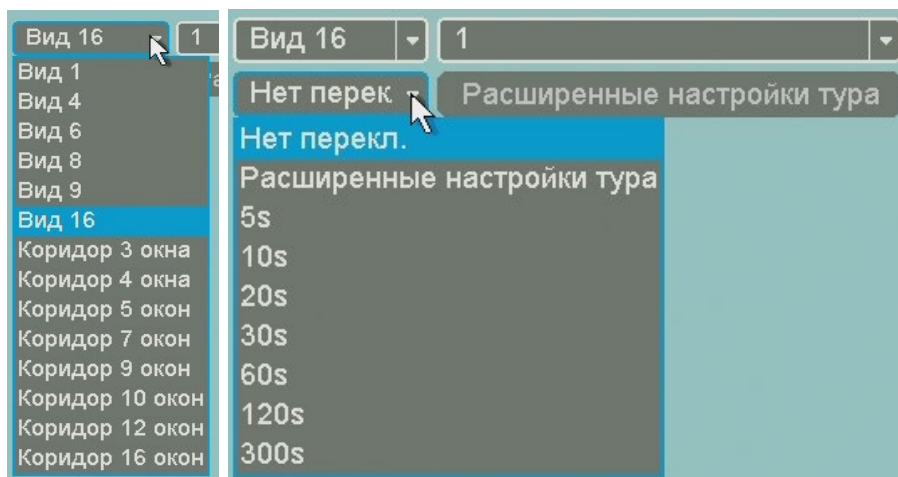 Вид 16
1
Вид 1
Вид 4
Вид 6
Вид 8
Вид 9
Вид 16
Коридор 3 окна
Коридор 4 окна
Коридор 5 окон
Коридор 7 окон
Коридор 9 окон
Коридор 10 окон
Коридор 12 окон
Коридор 16 окон
Вид 16
1
Нет перек
Расширенные настройки тура
Нет перекл.
Расширенные настройки тура
5s
10s
20s
30s
60s
120s
300s